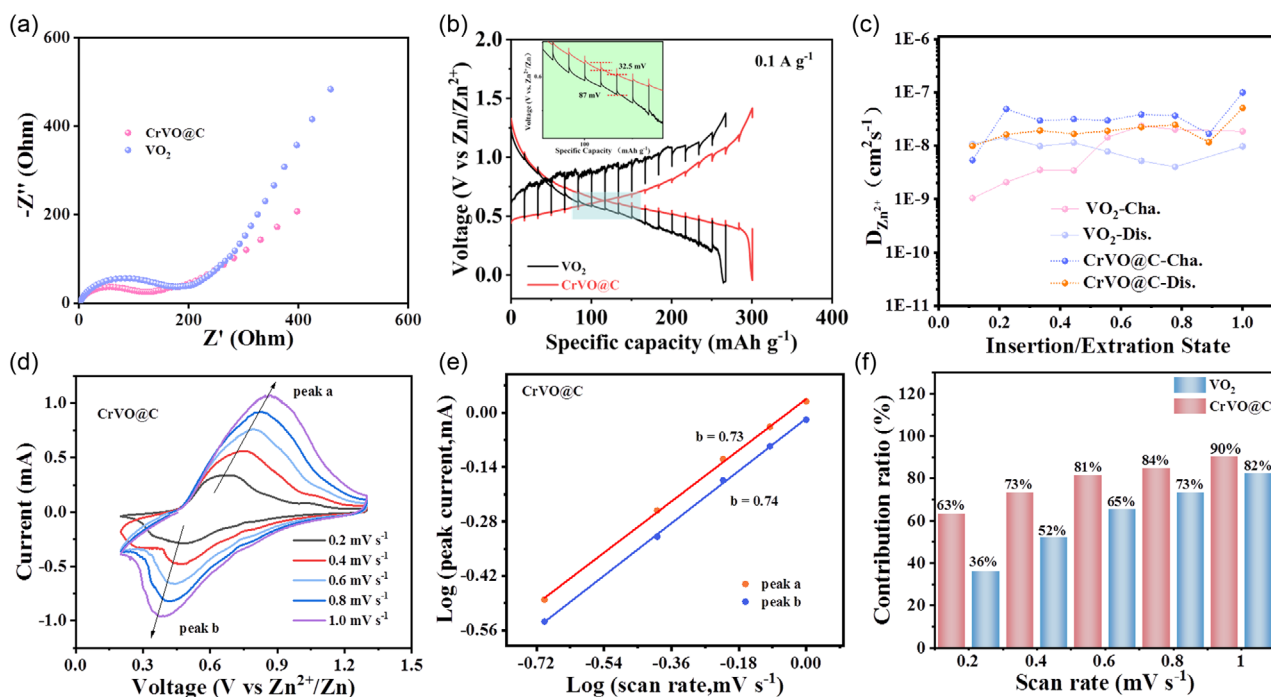 (a)
600
400
200
0
-Z'' (Ohm)
CrVO@C
VO₂
0
200
400
600
Z' (Ohm)
(b)
2.0
1.5
1.0
0.5
0.0
Voltage (V vs Zn/Zn²⁺)
0.1 A g⁻¹
Voltage (V vs. Zn²⁺/Zn)
0.6
32.5 mV
87 mV
100
Specific Capacity (mAh g⁻¹)
VO₂
CrVO@C
0
100
200
300
400
Specific capacity (mAh g⁻¹)
(c)
1E-6
1E-7
1E-8
1E-9
1E-10
1E-11
D Zn²⁺ (cm²s⁻¹)
VO₂-Cha.
VO₂-Dis.
CrVO@C-Cha.
CrVO@C-Dis.
0.0
0.2
0.4
0.6
0.8
1.0
Insertion/Extration State
(d)
CrVO@C
peak a
1.0
0.5
0.0
0.5
1.0
Current (mA)
0.2 mV s⁻¹
0.4 mV s⁻¹
0.6 mV s⁻¹
0.8 mV s⁻¹
1.0 mV s⁻¹
peak b
0.0
0.3
0.6
0.9
1.2
1.5
Voltage (V vs Zn²⁺/Zn)
(e)
CrVO@C
0.00
-0.14
-0.28
-0.42
-0.56
Log (peak current,mA)
b = 0.73
b = 0.74
peak a
peak b
-0.72
-0.54
-0.36
-0.18
0.00
Log (scan rate,mV s⁻¹)
(f)
VO₂
CrVO@C
120
100
80
60
40
20
0
Contribution ratio (%)
63%
36%
73%
52%
81%
65%
84%
73%
90%
82%
0.2
0.4
0.6
0.8
1
Scan rate (mV s⁻¹)